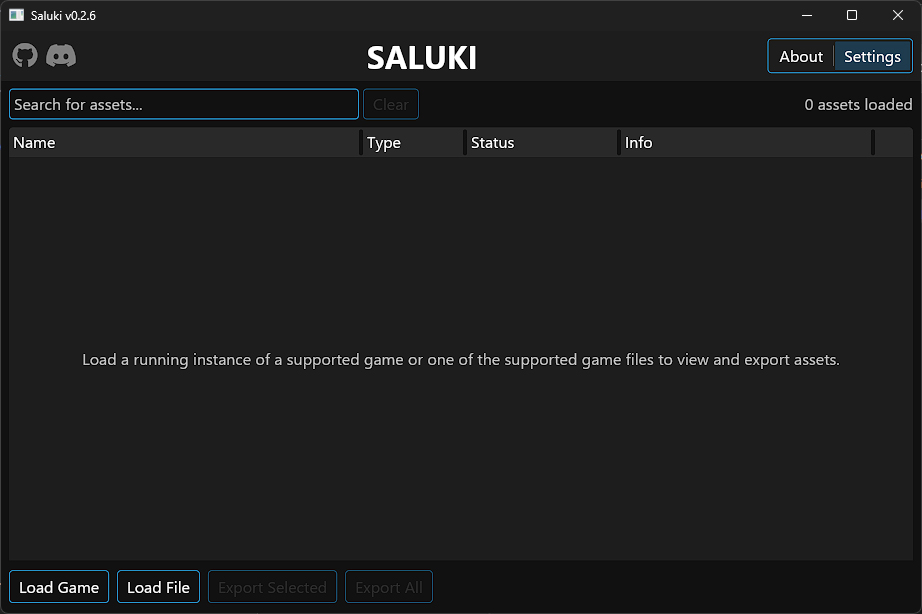 Saluki v0.2.6
SALUKI
About
Settings
Search for assets...
Clear
0 assets loaded
Name
Type
Status
Info
Load a running instance of a supported game or one of the supported game files to view and export assets.
Load Game
Load File
Export Selected
Export All